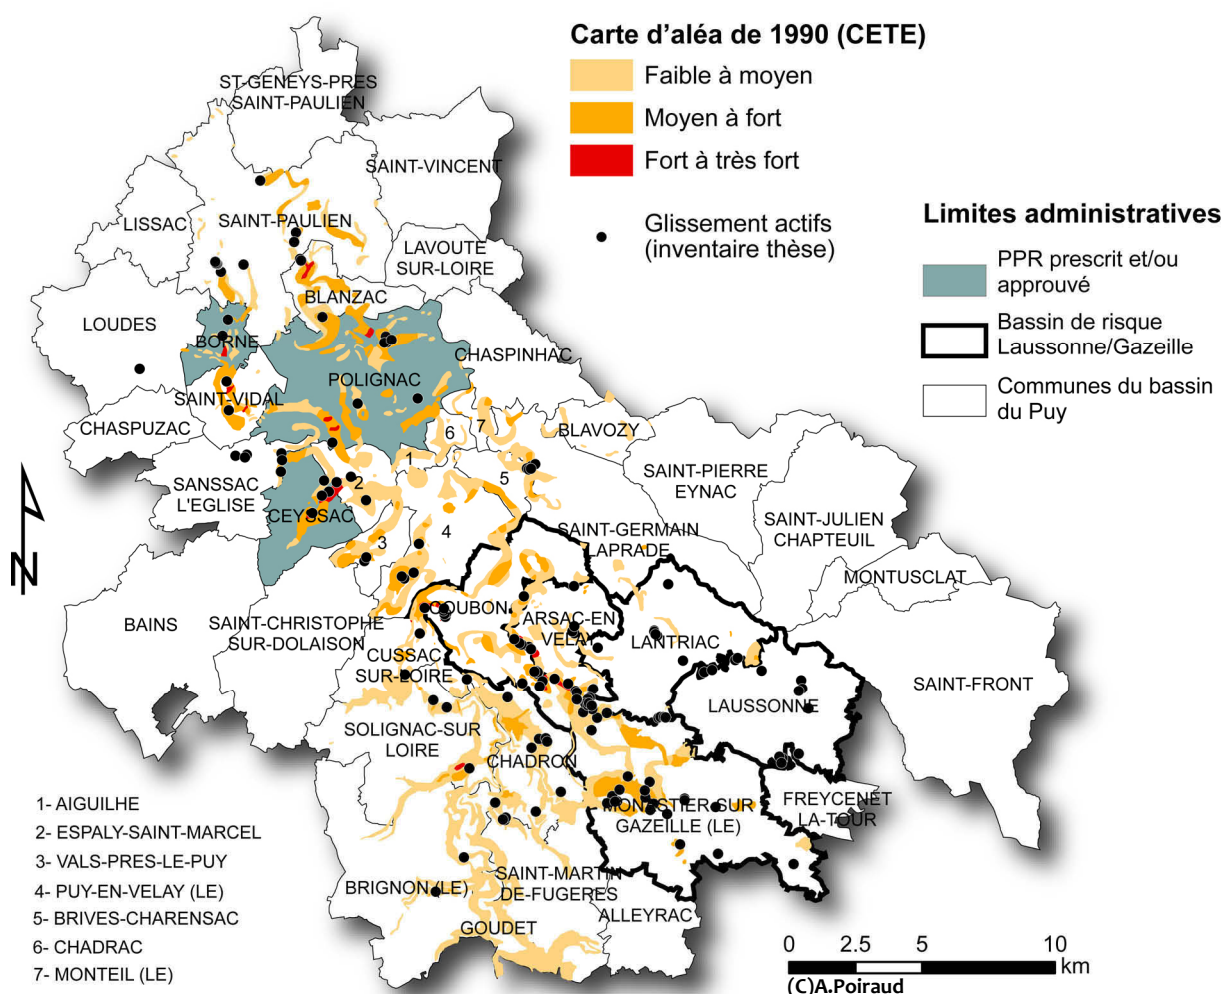 Carte d'aléa de 1990 (CETE)
Faible à moyen
Moyen à fort
Fort à très fort
Glissement actifs
(inventaire thèse)
Limites administratives
PPR prescrit et/ou
approuvé
Bassin de risque
Laussonne/Gazeille
Communes du bassin
du Puy
ST-GENEYS-PRES
SAINT-PAULIEN
SAINT-VINCENT
LISSAC
SAINT-PAULIEN
LAVOUTE
SUR-LOIRE
BLANZAC
LOUDES
BORNE
CHASPINHAC
POLIGNAC
SAINT-VIDAL
CHASPUZAC
6
7
BLAVOZY
1
SANSSAC
L'EGLISE
2
5
SAINT-PIERRE
EYNAC
CEYSSAC
4
3
SAINT-GERMAIN
LAPRADE
SAINT-JULIEN
CHAPTEUIL
MONTUSCLAT
N
BAINS
SAINT-CHRISTOPHE
SUR-DOLAISON
COUBON
ARSAC-EN
VELAY
LANTRIAC
CUSSAC
SUR-LOIRE
SAINT-FRONT
LAUSSONNE
SOLIGNAC-SUR
LOIRE
CHADRON
MONASTIER-SUR
GAZEILLE (LE)
FREYCENET
LA-TOUR
BRIGNON (LE)
SAINT-MARTIN
DE-FUGERES
ALLEYRAC
GOUDET
1- AIGUILHE
2- ESPALY-SAINT-MARCEL
3- VALS-PRES-LE-PUY
4- PUY-EN-VELAY (LE)
5- BRIVES-CHARENSAC
6- CHADRAC
7- MONTEIL (LE)
0 2.5 5 10
km
(C)A.Poiraud